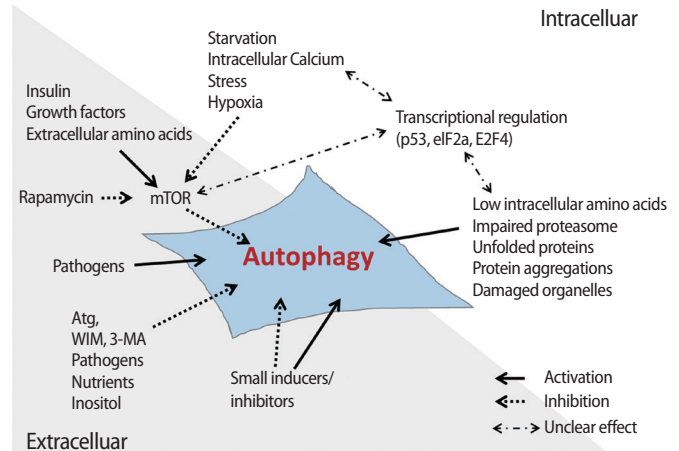 Intracelluar
Starvation
Intracellular Calcium
Stress
Hypoxia
Insulin
Growth factors
Extracellular amino acids
Transcriptional regulation
(p53, elF2a, E2F4)
Rapamycin
mTOR
Low intracellular amino acids
Impaired proteasome
Unfolded proteins
Protein aggregations
Damaged organelles
Autophagy
Pathogens
Atg,
WIM, 3-MA
Pathogens
Nutrients
Inositol
Small inducers/
inhibitors
Activation
Inhibition
Unclear effect
Extracelluar